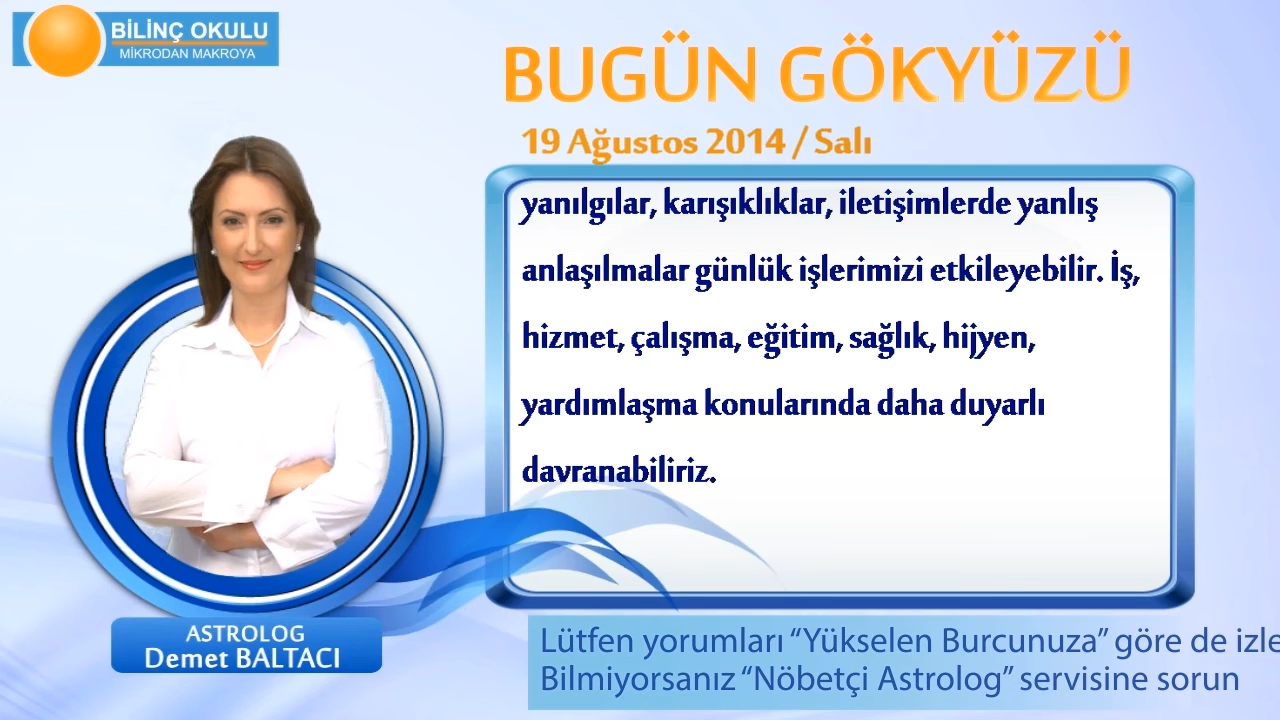 BİLİNÇ OKULU
MİKRODAN MAKROYA
BUGÜN GÖKYÜZÜ
19 Ağustos 2014 / Salı
yanılgılar, karışıklıklar, iletişimlerde yanlış
anlaşılmalar günlük işlerimizi etkileyebilir. İş,
hizmet, çalışma, eğitim, sağlık, hijyen,
yardımlaşma konularında daha duyarlı
davranabiliriz.
ASTROLOG
Demet BALTACI
Lütfen yorumları “Yükselen Burcunuza” göre de izle
Bilmiyorsanız “Nöbetçi Astrolog” servisine sorun